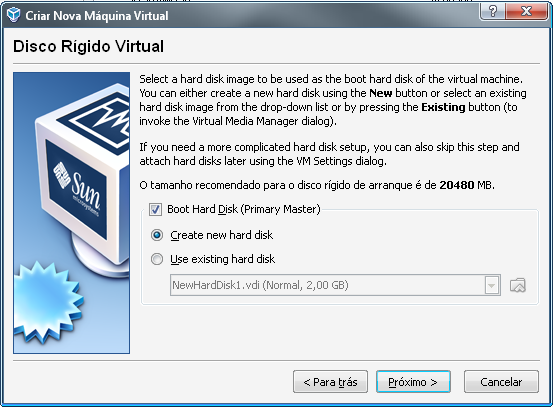 Criar Nova Máquina Virtual
Disco Rígido Virtual
Select a hard disk image to be used as the boot hard disk of the virtual machine.
You can either create a new hard disk using the New button or select an existing
hard disk image from the drop-down list or by pressing the Existing button (to
invoke the Virtual Media Manager dialog).
If you need a more complicated hard disk setup, you can also skip this step and
attach hard disks later using the VM Settings dialog.
O tamanho recomendado para o disco rígido de arranque é de 20480 MB.
Boot Hard Disk (Primary Master)
Create new hard disk
Use existing hard disk
NewHardDisk1.vdi (Normal, 2,00 GB)
Sun
microsystems
< Para trás
Próximo >
Cancelar